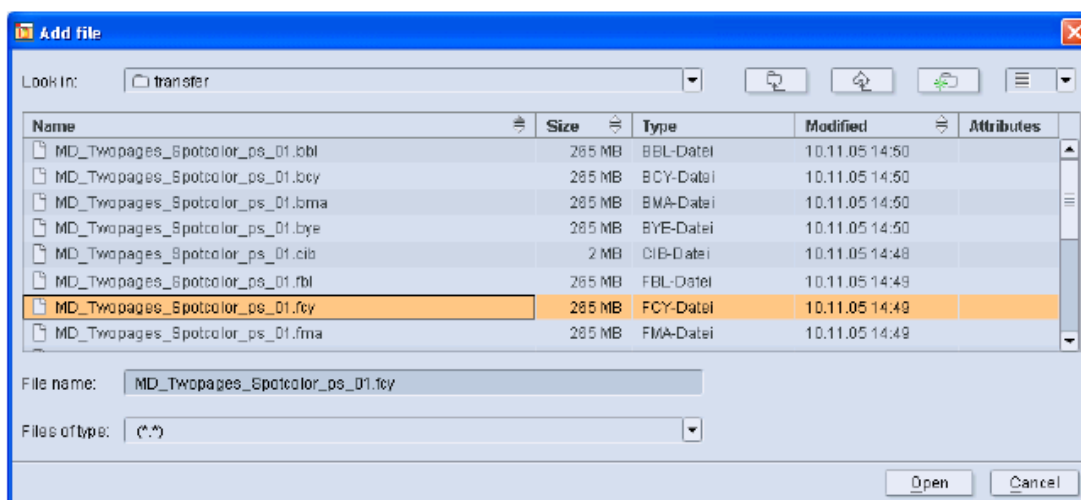 Add file
Look in: transfer
Name Size Type Modified Attributes
MD_Twopages_Spotcolor_ps_01.bbl 265 MB BBL-Datei 10.11.05 14:50
MD_Twopages_Spotcolor_ps_01.bcy 265 MB BCY-Datei 10.11.05 14:50
MD_Twopages_Spotcolor_ps_01.bma 265 MB BMA-Datei 10.11.05 14:50
MD_Twopages_Spotcolor_ps_01.bye 265 MB BYE-Datei 10.11.05 14:50
MD_Twopages_Spotcolor_ps_01.cib 2 MB CIB-Datei 10.11.05 14:48
MD_Twopages_Spotcolor_ps_01.fbl 265 MB FBL-Datei 10.11.05 14:49
MD_Twopages_Spotcolor_ps_01.fcy 265 MB FCY-Datei 10.11.05 14:49
MD_Twopages_Spotcolor_ps_01.fma 265 MB FMA-Datei 10.11.05 14:49
File name: MD_Twopages_Spotcolor_ps_01.fcy
Files of type: (*.*)
Open Cancel